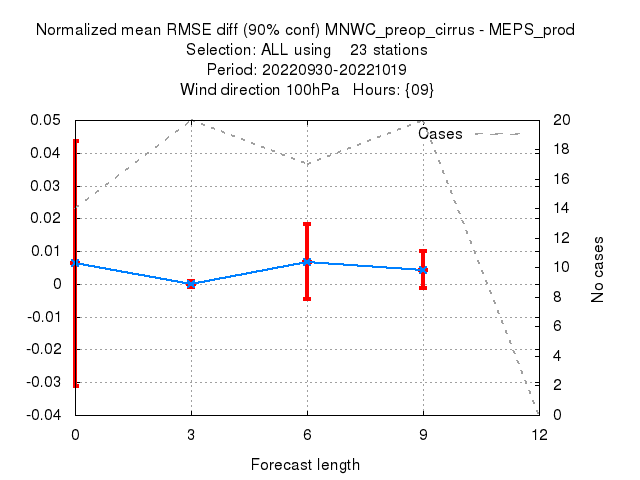 Normalized mean RMSE diff (90% conf) MNWC_preop_cirrus - MEPS_prod
Selection: ALL using    23 stations
Period: 20220930-20221019
Wind direction 100hPa   Hours: {09}
0.05
0.04
0.03
0.02
0.01
0
-0.01
-0.02
-0.03
-0.04
Cases
20
18
16
14
12
10
8
6
4
2
0
No cases
0 3 6 9 12
Forecast length